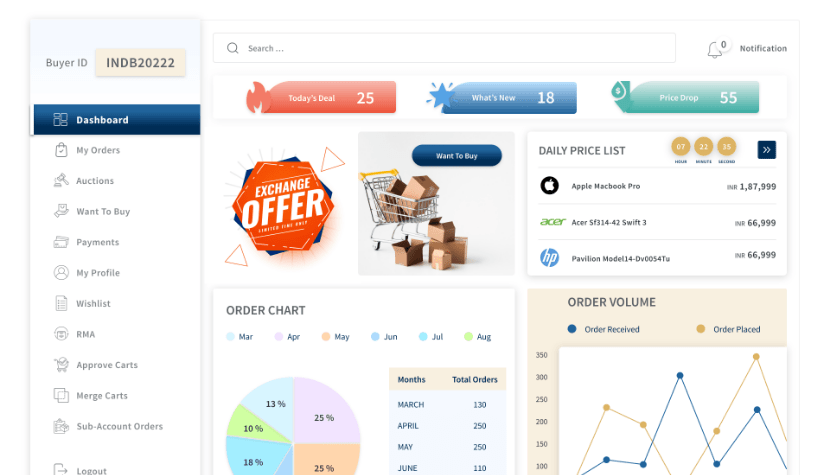 Buyer ID INDB20222
Dashboard
My Orders
Auctions
Want To Buy
Payments
My Profile
Wishlist
RMA
Approve Carts
Merge Carts
Sub-Account Orders
Logout
Search ...
0
Notification
Today's Deal 25
What's New 18
Price Drop 55
EXCHANGE
OFFER
LIMITED TIME ONLY
Want To Buy
DAILY PRICE LIST
07 22 35
HOUR MINUTE SECOND
Apple Macbook Pro INR 1,87,999
acer Acer Sf314-42 Swift 3 INR 66,999
hp Pavilion Model14-Dv0054Tu INR 66,999
ORDER CHART
Mar Apr May Jun Jul Aug
13 %
25 %
10 %
18 %
25 %
Months Total Orders
MARCH 130
APRIL 250
MAY 250
JUNE 110
ORDER VOLUME
Order Received Order Placed
350
300
250
200
150
100